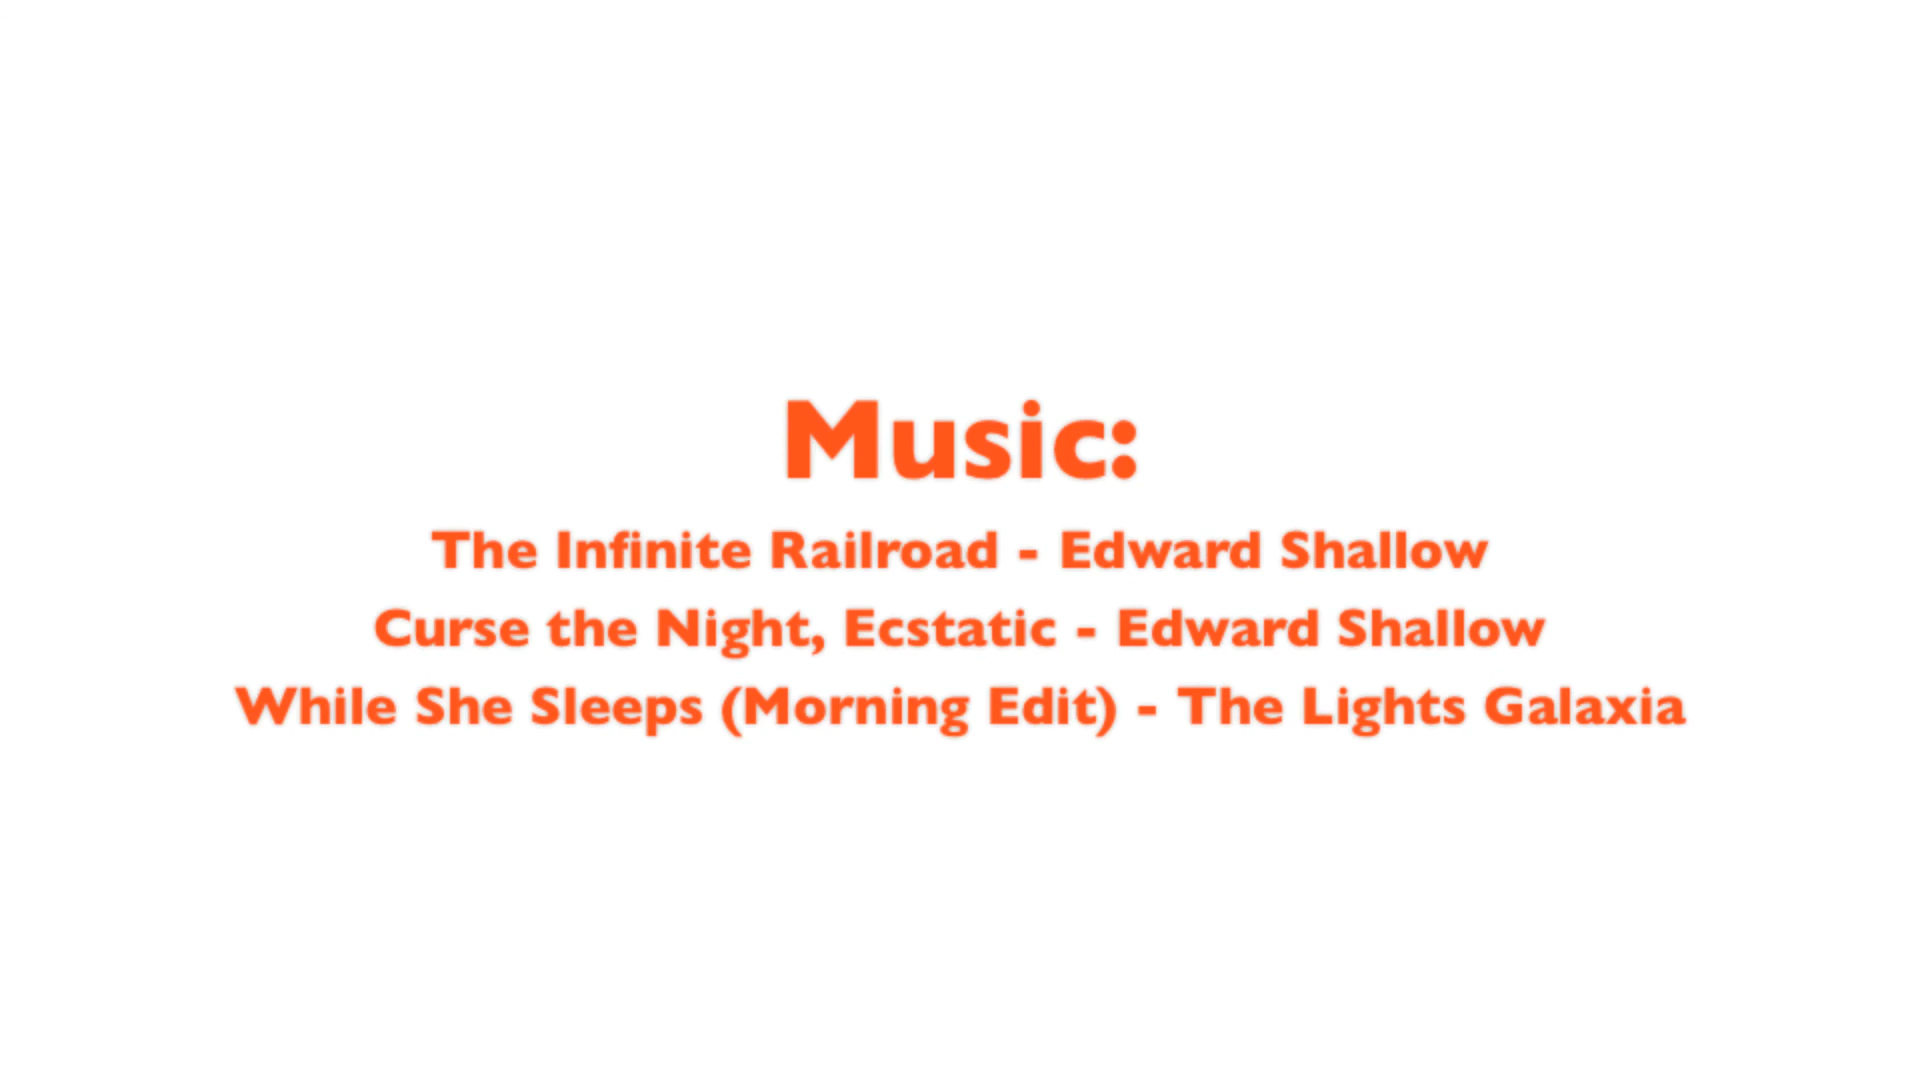 Music:
The Infinite Railroad - Edward Shallow
Curse the Night, Ecstatic - Edward Shallow
While She Sleeps (Morning Edit) - The Lights Galaxia